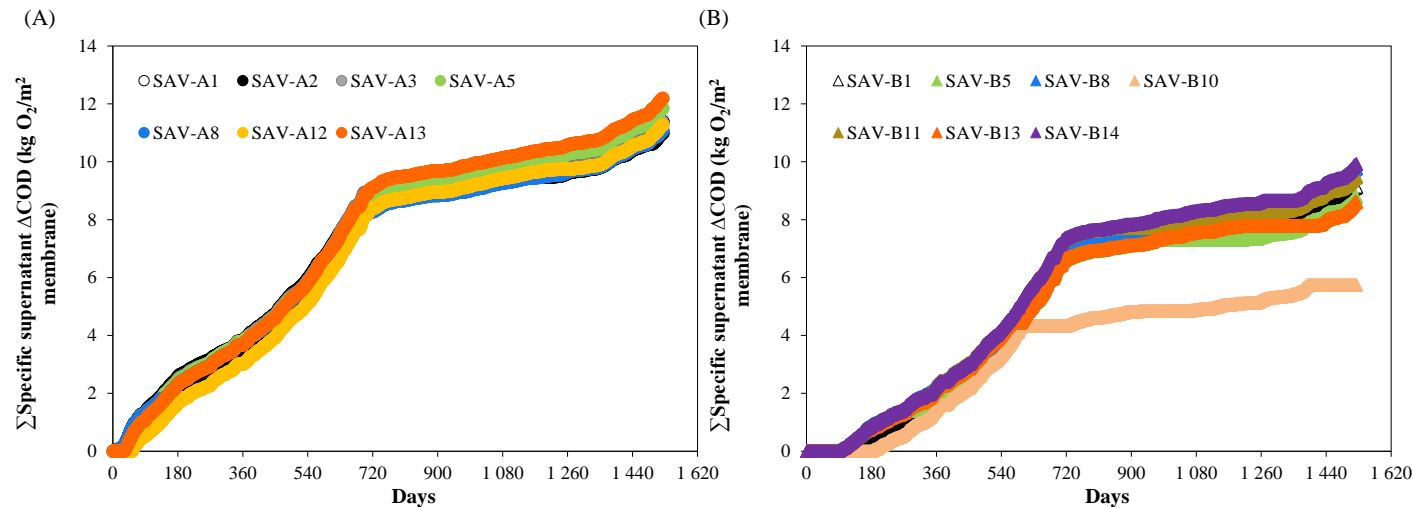 (A)
∑Specific supernatant ΔCOD (kg O₂/m²
membrane)
14
12
10
8
6
4
2
0
SAV-A1 SAV-A2 SAV-A3 SAV-A5
SAV-A8 SAV-A12 SAV-A13
0 180 360 540 720 900 1 080 1 260 1 440 1 620
Days
(B)
∑Specific supernatant ΔCOD (kg O₂/m²
membrane)
14
12
10
8
6
4
2
0
SAV-B1 SAV-B5 SAV-B8 SAV-B10
SAV-B11 SAV-B13 SAV-B14
0 180 360 540 720 900 1 080 1 260 1 440 1 620
Days